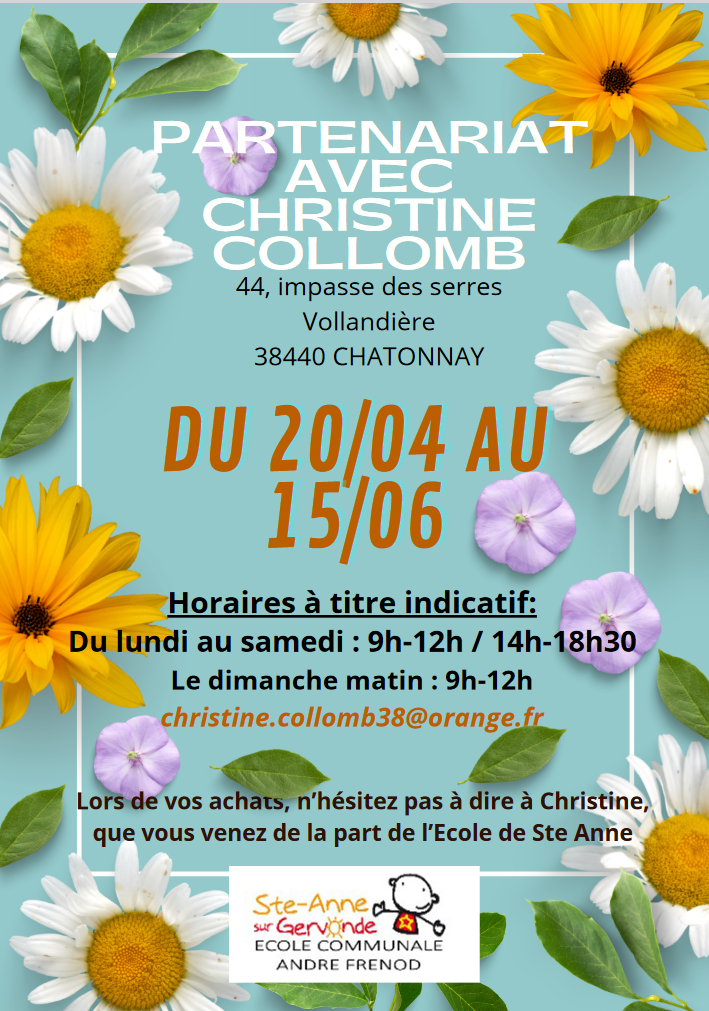 PARTENARIAT
AVEC
CHRISTINE
COLLOMB
44, impasse des serres
Vollandière
38440 CHATONNAY
DU 20/04 AU
15/06
Horaires à titre indicatif:
Du lundi au samedi : 9h-12h / 14h-18h30
Le dimanche matin : 9h-12h
christine.collomb38@orange.fr
Lors de vos achats, n’hésitez pas à dire à Christine,
que vous venez de la part de l’Ecole de Ste Anne
Ste-Anne
sur Gervonde
ECOLE COMMUNALE
ANDRE FRENOD